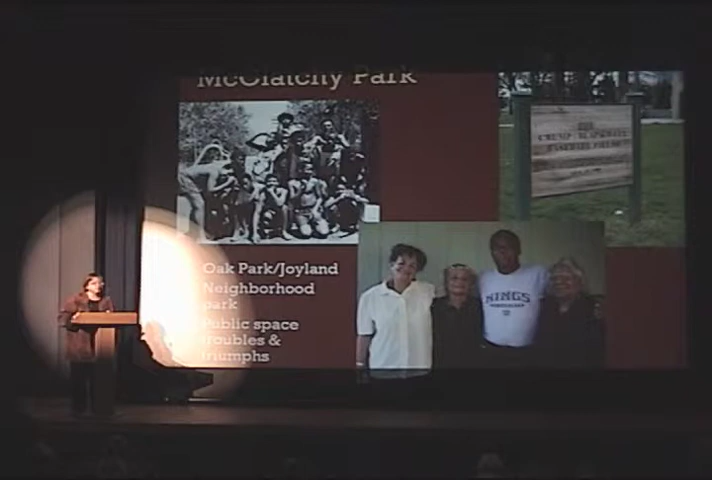 McClatchy Park
Oak Park/Joyland
Neighborhood
park
Public space
troubles &
triumphs
KINGS